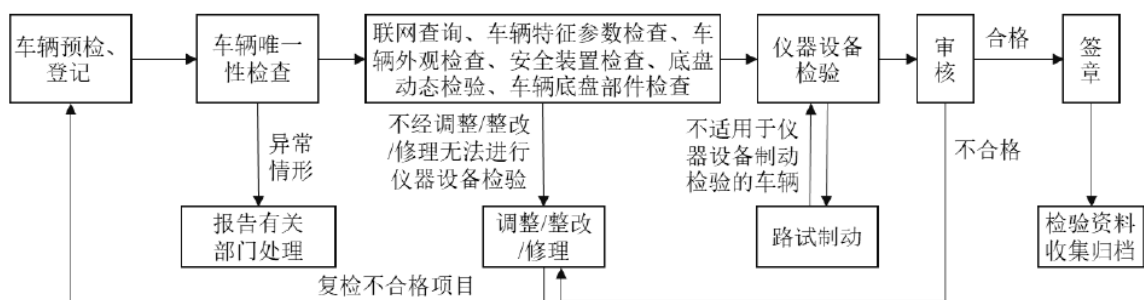 车辆预检、
登记
车辆唯一
性检查
联网查询、车辆特征参数检查、车
辆外观检查、安全装置检查、底盘
动态检验、车辆底盘部件检查
仪器设备
检验
审
核
合格
签
章
异常
情形
不经调整/整改
/修理无法进行
仪器设备检验
不适用于仪
器设备制动
检验的车辆
不合格
报告有关
部门处理
调整/整改
/修理
路试制动
检验资料
收集归档
复检不合格项目